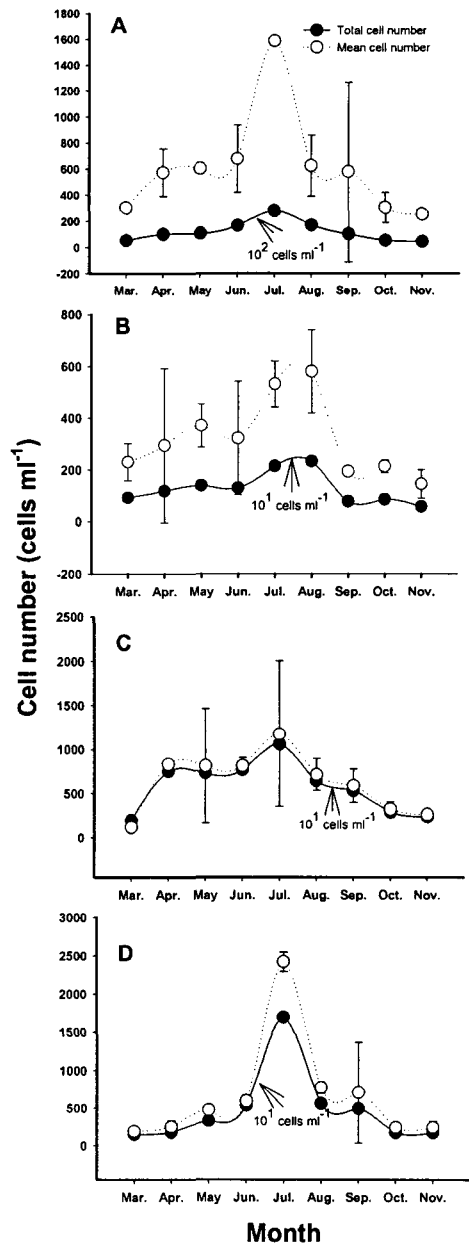 A
Total cell number
Mean cell number
1800
1600
1400
1200
1000
800
600
400
200
0
-200
10² cells ml⁻¹
Mar. Apr. May Jun. Jul. Aug. Sep. Oct. Nov.
B
800
600
400
200
0
-200
10¹ cells ml⁻¹
Mar. Apr. May Jun. Jul. Aug. Sep. Oct. Nov.
Cell number (cells ml⁻¹)
C
2500
2000
1500
1000
500
0
10¹ cells ml⁻¹
Mar. Apr. May Jun. Jul. Aug. Sep. Oct. Nov.
D
3000
2500
2000
1500
1000
500
0
10¹ cells ml⁻¹
Mar. Apr. May Jun. Jul. Aug. Sep. Oct. Nov.
Month